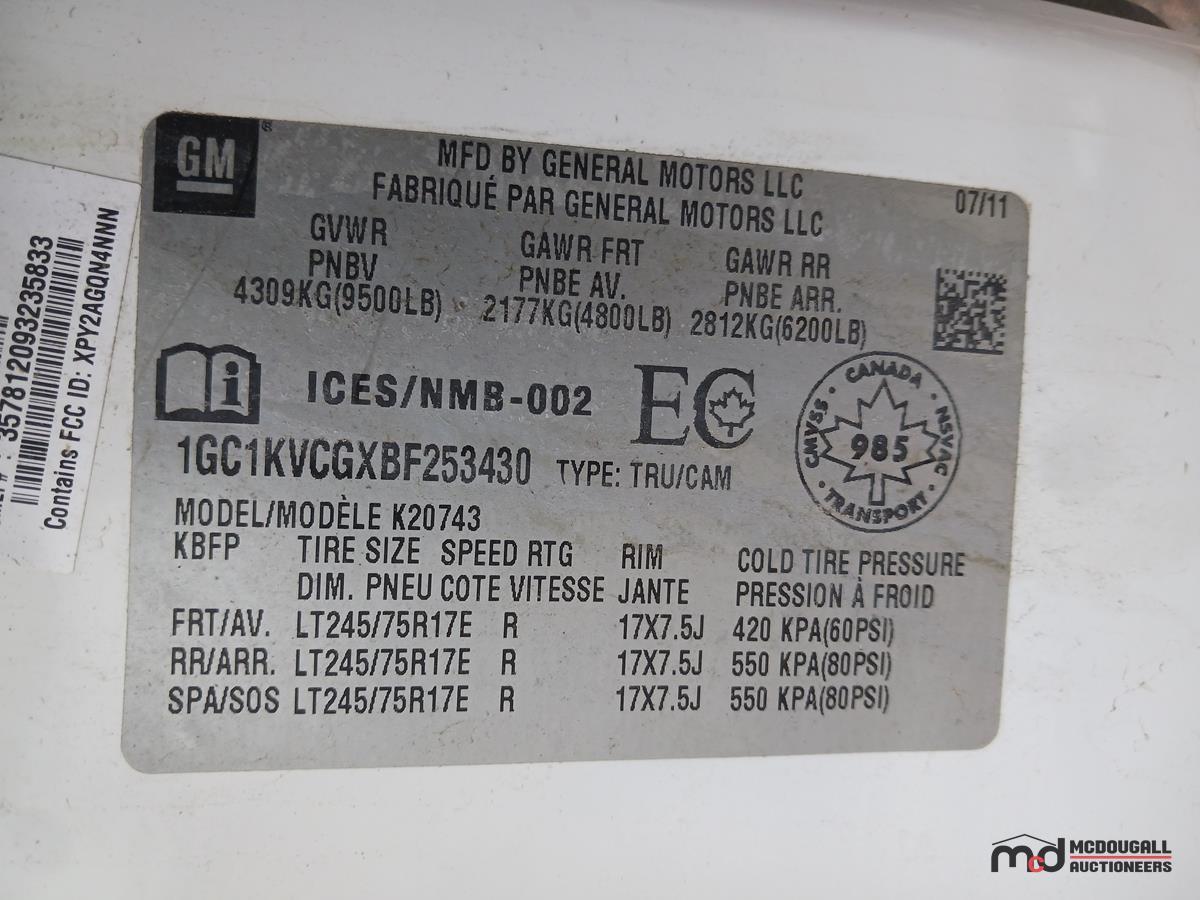 GM
®
MFD BY GENERAL MOTORS LLC
FABRIQUÉ PAR GENERAL MOTORS LLC
07/11
GVWR GAWR FRT GAWR RR
PNBV PNBE AV. PNBE ARR.
4309KG(9500LB) 2177KG(4800LB) 2812KG(6200LB)
i ICES/NMB-002 EC
CANADA
CMVSS NSVAC
985
TRANSPORT
1GC1KVCGXBF253430 TYPE: TRU/CAM
MODEL/MODÈLE K20743
KBFP TIRE SIZE SPEED RTG RIM COLD TIRE PRESSURE
DIM. PNEU COTE VITESSE JANTE PRESSION À FROID
FRT/AV. LT245/75R17E R 17X7.5J 420 KPA(60PSI)
RR/ARR. LT245/75R17E R 17X7.5J 550 KPA(80PSI)
SPA/SOS LT245/75R17E R 17X7.5J 550 KPA(80PSI)
357812093235833
Contains FCC ID: XPY2AGQN4NNN
mcd MCDOUGALL
AUCTIONEERS